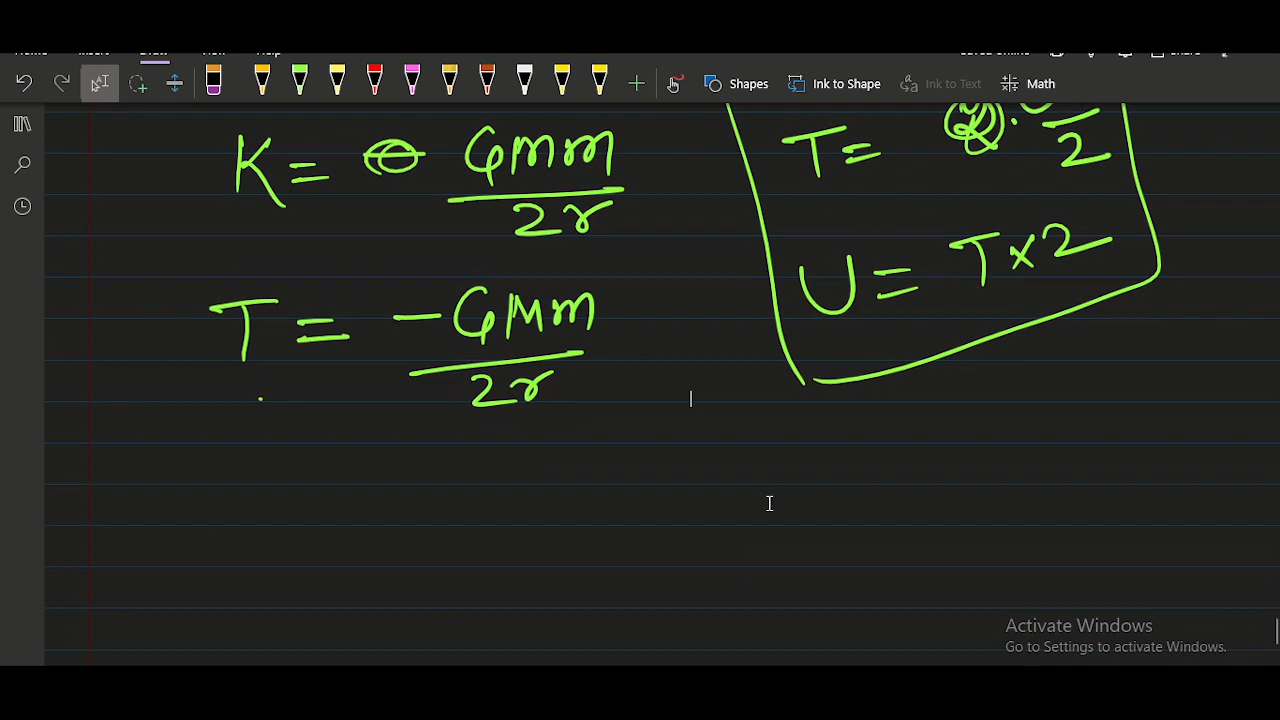 Shapes Ink to Shape Ink to Text Math
K = GMm
2r
T = U
2
U = T × 2
T = -GMm
2r
Activate Windows
Go to Settings to activate Windows.